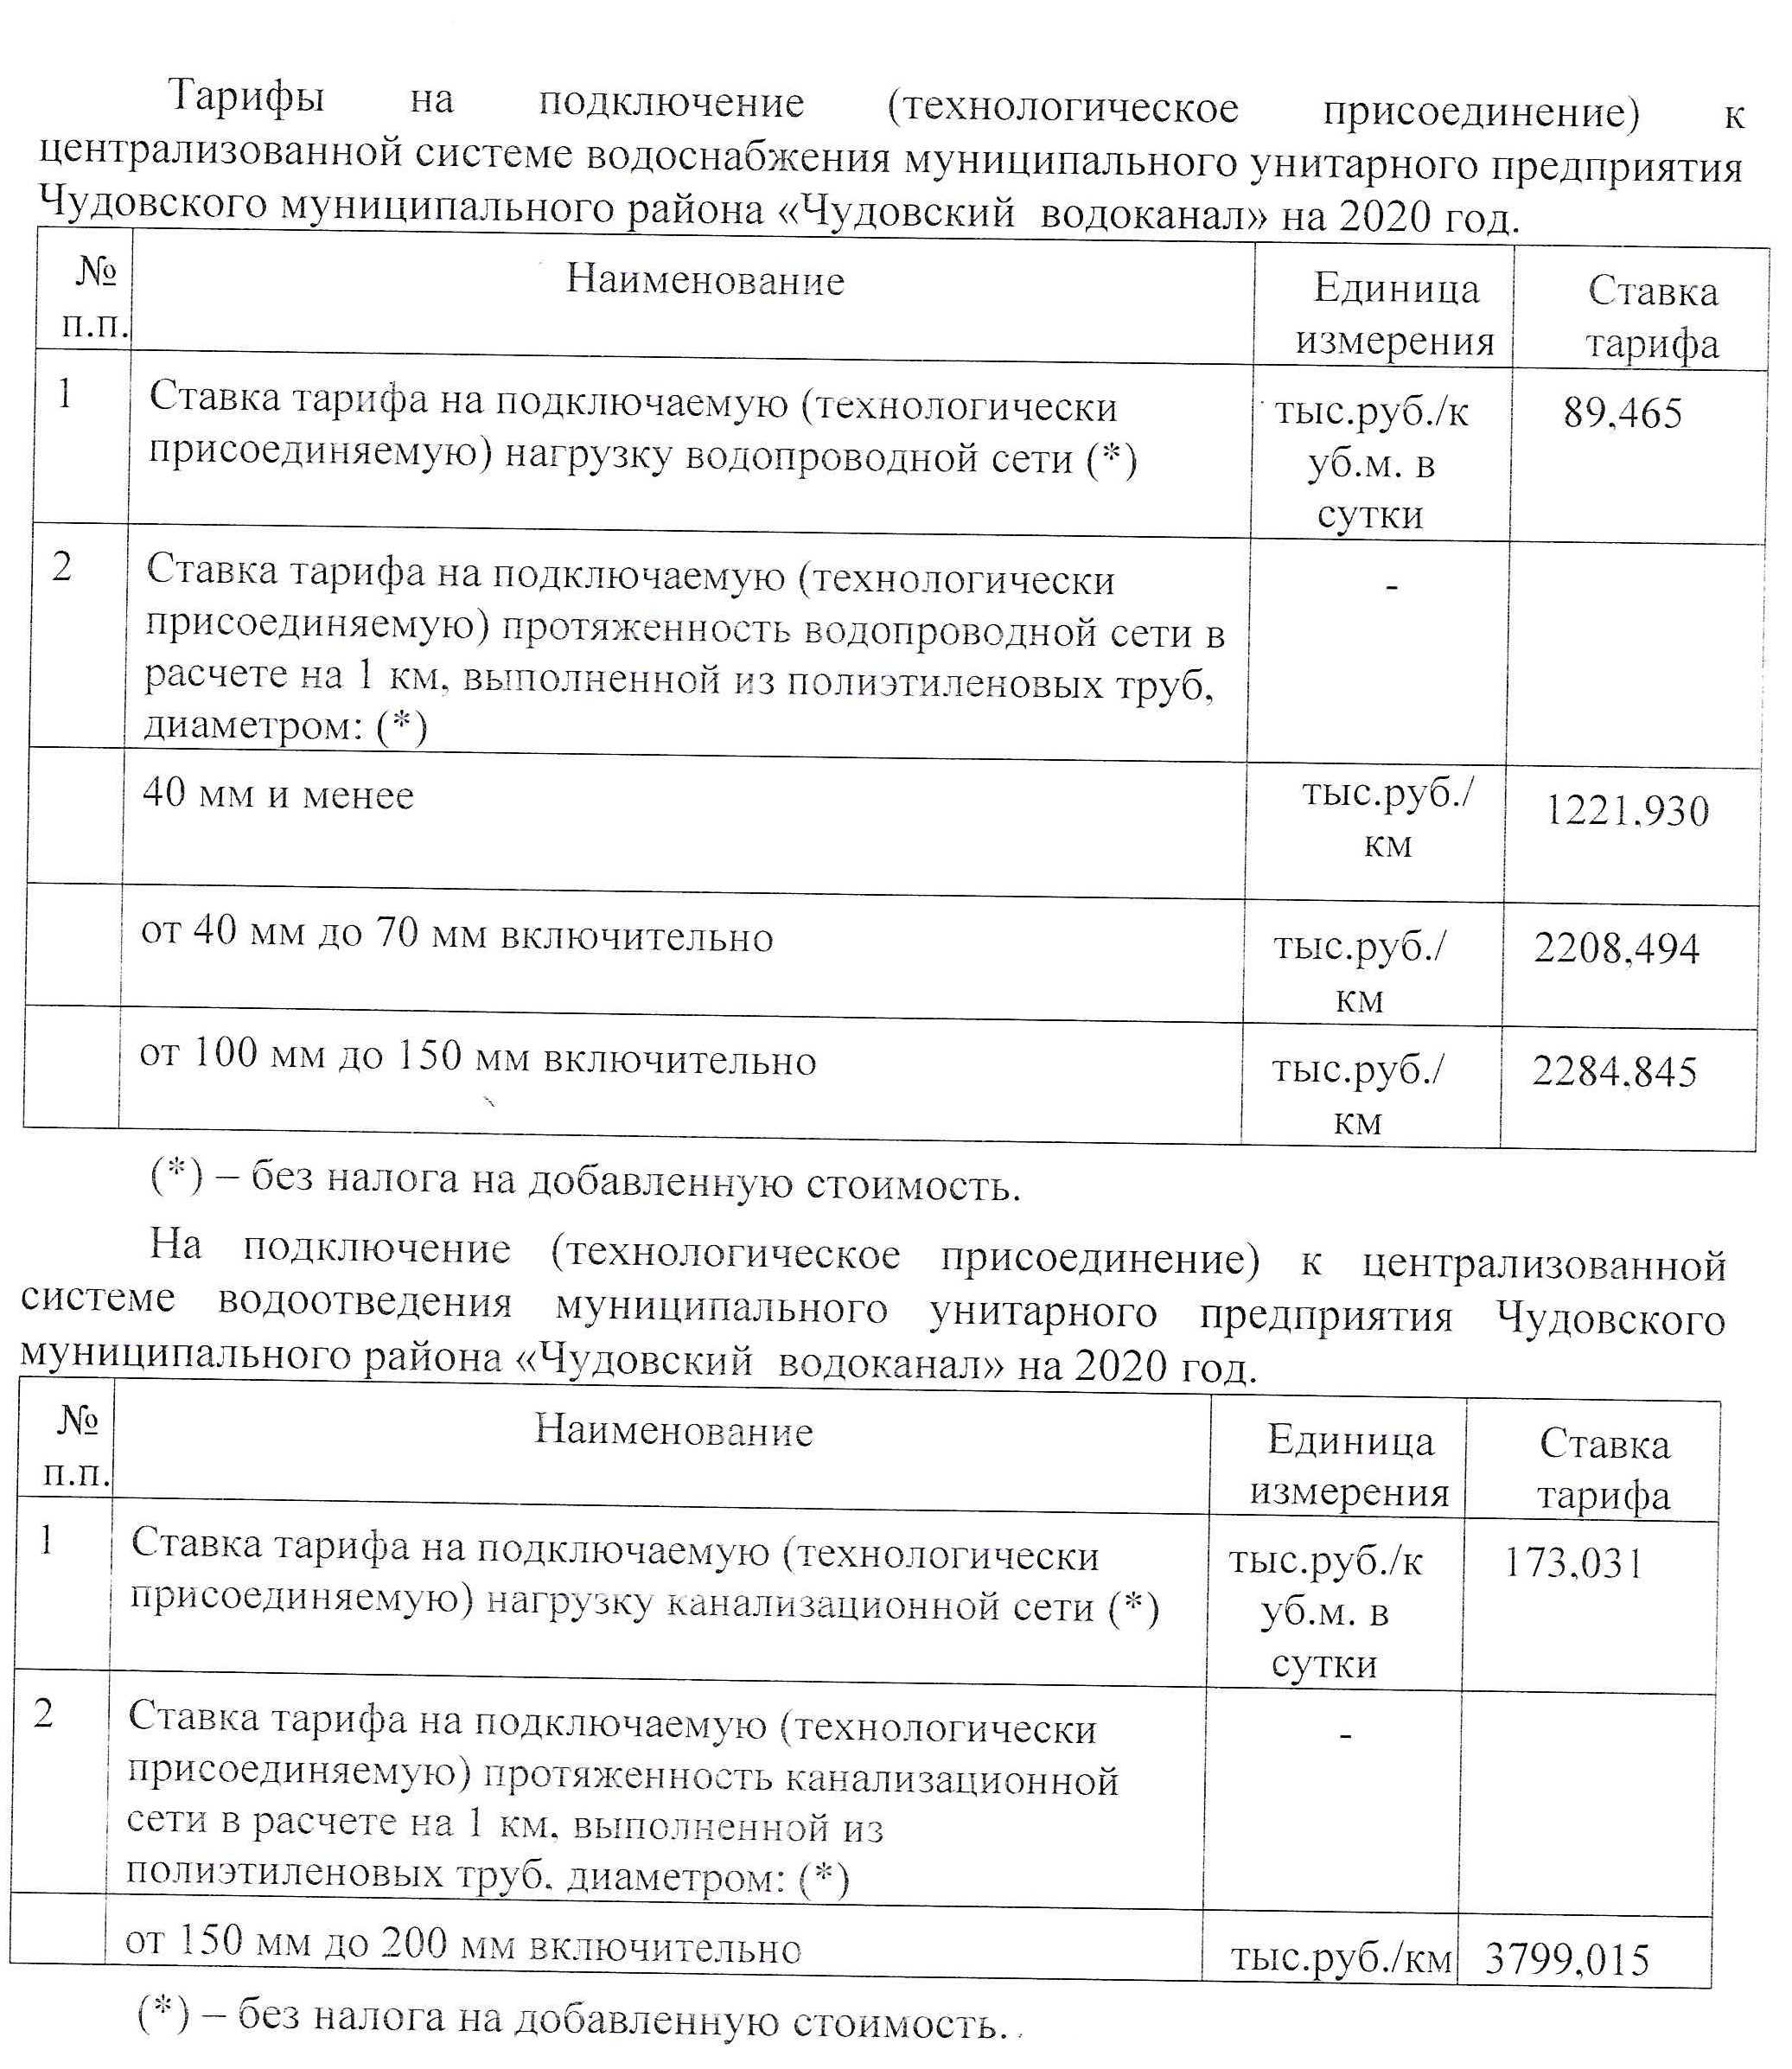 Тарифы на подключение (технологическое присоединение) к
централизованной системе водоснабжения муниципального унитарного предприятия
Чудовского муниципального района «Чудовский водоканал» на 2020 год.
№ Наименование Единица Ставка
п.п. измерения тарифа
1 Ставка тарифа на подключаемую (технологически тыс.руб./к 89,465
присоединяемую) нагрузку водопроводной сети (*) уб.м. в
сутки
2 Ставка тарифа на подключаемую (технологически -
присоединяемую) протяженность водопроводной сети в
расчете на 1 км, выполненной из полиэтиленовых труб,
диаметром: (*)
40 мм и менее тыс.руб./ 1221,930
км
от 40 мм до 70 мм включительно тыс.руб./ 2208,494
км
от 100 мм до 150 мм включительно тыс.руб./ 2284,845
км
(*) – без налога на добавленную стоимость.
На подключение (технологическое присоединение) к централизованной
системе водоотведения муниципального унитарного предприятия Чудовского
муниципального района «Чудовский водоканал» на 2020 год.
№ Наименование Единица Ставка
п.п. измерения тарифа
1 Ставка тарифа на подключаемую (технологически тыс.руб./к 173,031
присоединяемую) нагрузку канализационной сети (*) уб.м. в
сутки
2 Ставка тарифа на подключаемую (технологически -
присоединяемую) протяженность канализационной
сети в расчете на 1 км, выполненной из
полиэтиленовых труб, диаметром: (*)
от 150 мм до 200 мм включительно тыс.руб./км 3799,015
(*) – без налога на добавленную стоимость.